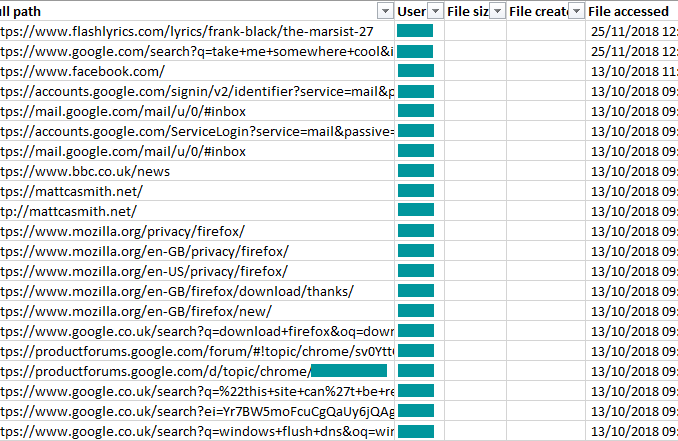 ull path User File siz File create File accessed
tps://www.flashlyrics.com/lyrics/frank-black/the-marsist-27 25/11/2018 12:
tps://www.google.com/search?q=take+me+somewhere+cool&i 25/11/2018 12:
tps://www.facebook.com/ 13/10/2018 11:
tps://accounts.google.com/signin/v2/identifier?service=mail&p 13/10/2018 09:
tps://mail.google.com/mail/u/0/#inbox 13/10/2018 09:
tps://accounts.google.com/ServiceLogin?service=mail&passive= 13/10/2018 09:
tps://mail.google.com/mail/u/0/#inbox 13/10/2018 09:
tps://www.bbc.co.uk/news 13/10/2018 09:
tps://mattcasmith.net/ 13/10/2018 09:
tp://mattcasmith.net/ 13/10/2018 09:
tps://www.mozilla.org/privacy/firefox/ 13/10/2018 09:
tps://www.mozilla.org/en-GB/privacy/firefox/ 13/10/2018 09:
tps://www.mozilla.org/en-US/privacy/firefox/ 13/10/2018 09:
tps://www.mozilla.org/en-GB/firefox/download/thanks/ 13/10/2018 09:
tps://www.mozilla.org/en-GB/firefox/new/ 13/10/2018 09:
tps://www.google.co.uk/search?q=download+firefox&oq=dow 13/10/2018 09:
tps://productforums.google.com/forum/#!topic/chrome/sv0Ytt 13/10/2018 09:
tps://productforums.google.com/d/topic/chrome/ 13/10/2018 09:
tps://www.google.co.uk/search?q=%22this+site+can%27t+be+re 13/10/2018 09:
tps://www.google.co.uk/search?ei=Yr7BW5moFcuCgQaUy6jQAg 13/10/2018 09:
tps://www.google.co.uk/search?q=windows+flush+dns&oq=wi 13/10/2018 09: